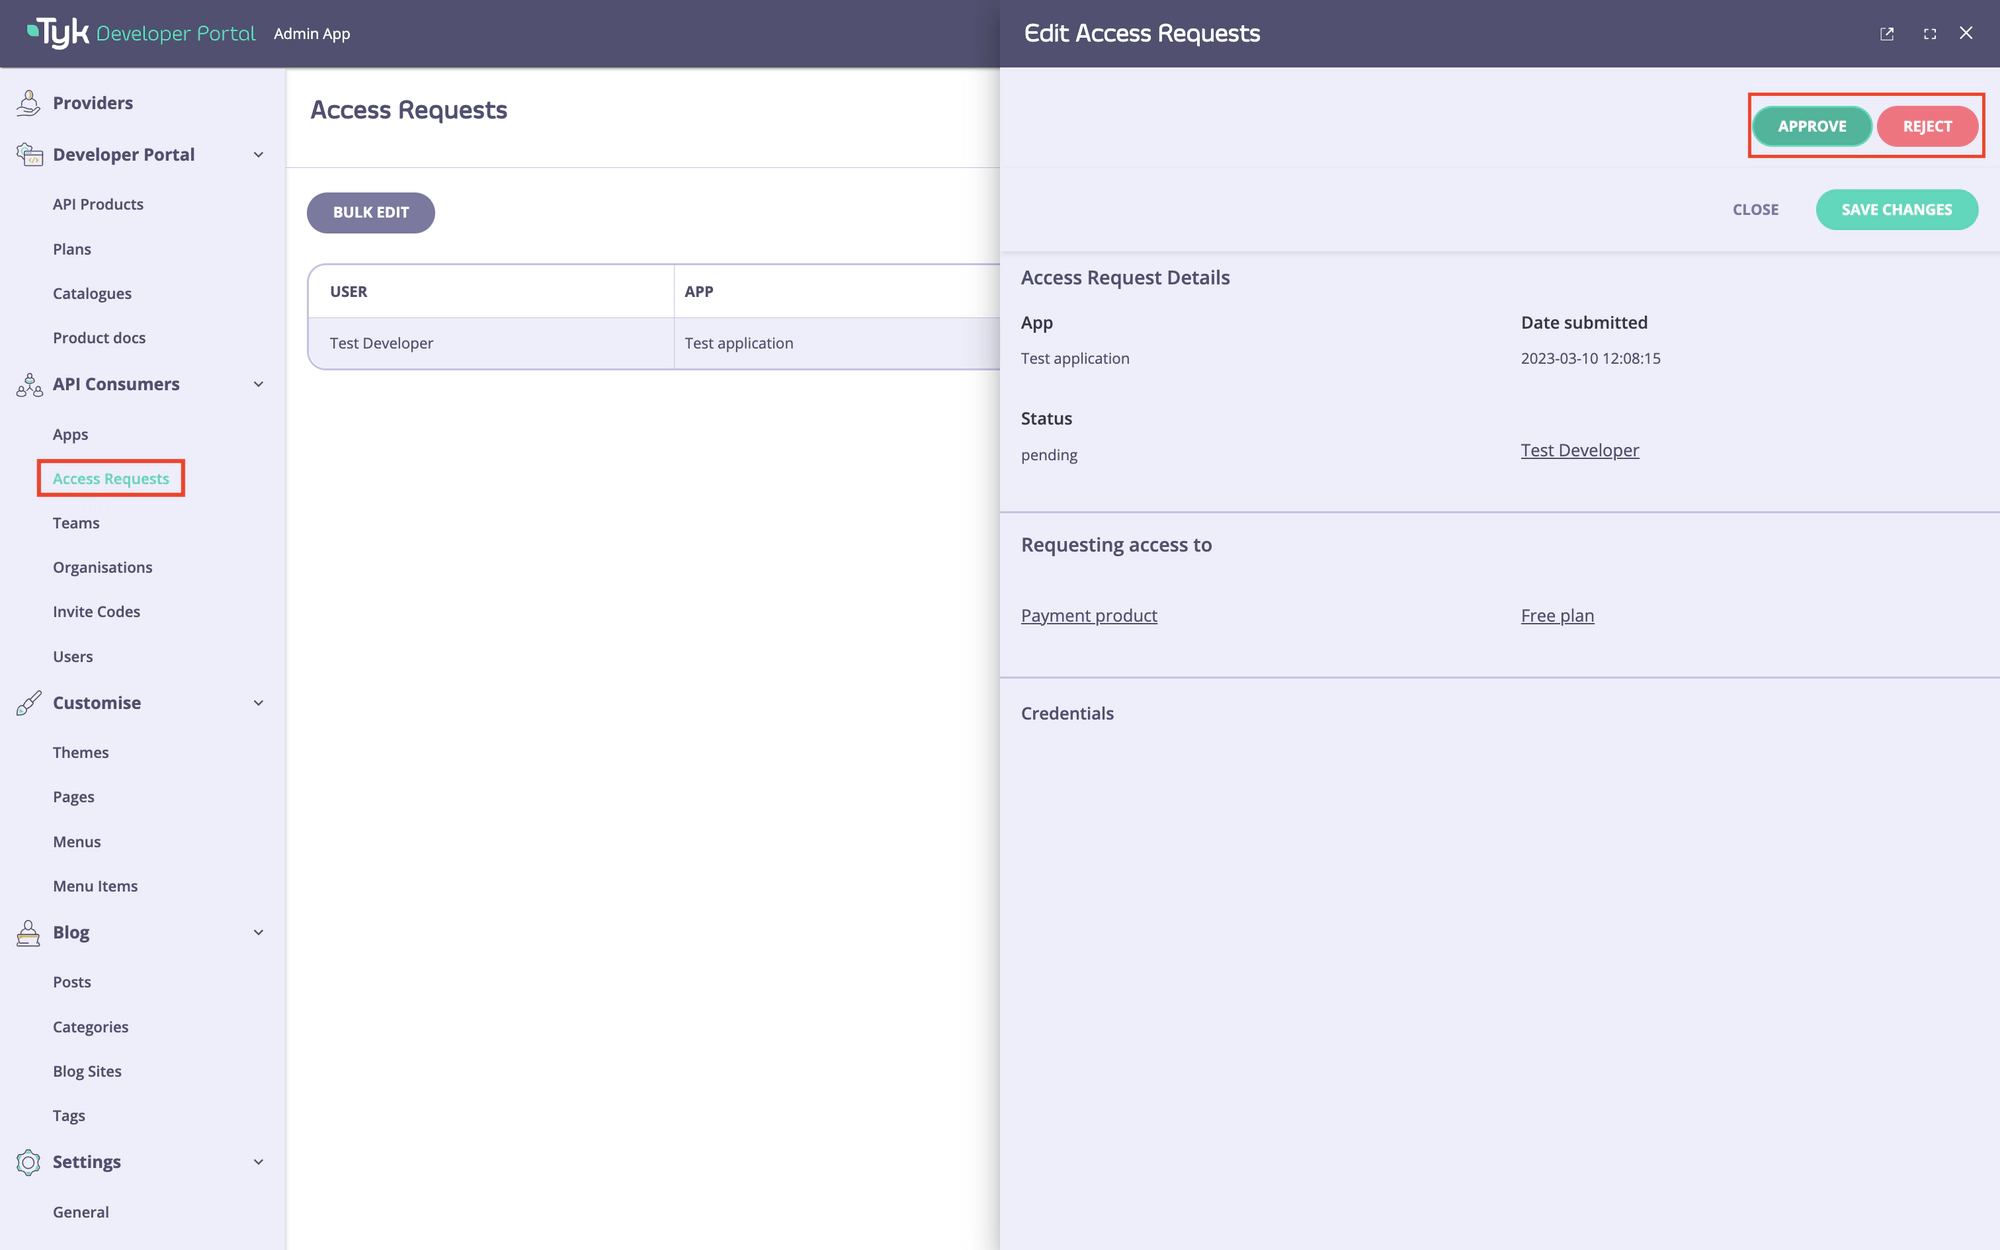 Tyk Developer Portal Admin App
Providers
Developer Portal
API Products
Plans
Catalogues
Product docs
API Consumers
Apps
Access Requests
Teams
Organisations
Invite Codes
Users
Customise
Themes
Pages
Menus
Menu Items
Blog
Posts
Categories
Blog Sites
Tags
Settings
General
Access Requests
BULK EDIT
USER APP
Test Developer Test application
Edit Access Requests
APPROVE REJECT
CLOSE SAVE CHANGES
Access Request Details
App Date submitted
Test application 2023-03-10 12:08:15
Status
pending Test Developer
Requesting access to
Payment product Free plan
Credentials